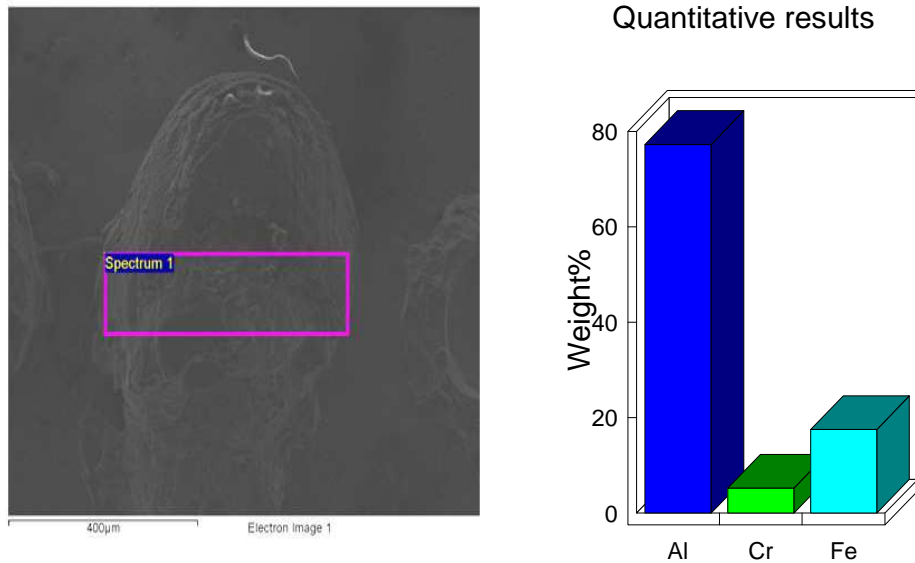 Spectrum 1
400µm
Electron Image 1
Quantitative results
Weight%
80
60
40
20
0
Al
Cr
Fe